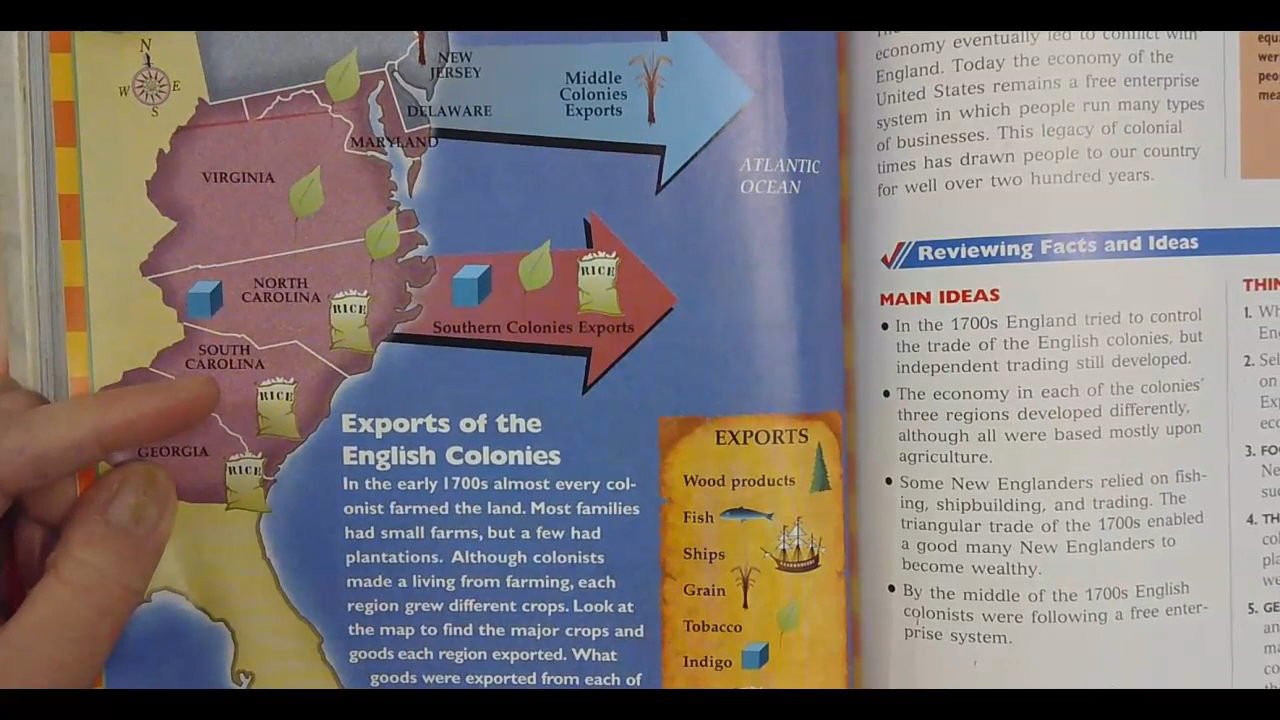 N
W
E
S
NEW
JERSEY
DELAWARE
MARYLAND
VIRGINIA
NORTH
CAROLINA
SOUTH
CAROLINA
GEORGIA
RICE
RICE
RICE
Middle
Colonies
Exports
ATLANTIC
OCEAN
RICE
Southern Colonies Exports
Exports of the
English Colonies
In the early 1700s almost every col-
onist farmed the land. Most families
had small farms, but a few had
plantations. Although colonists
made a living from farming, each
region grew different crops. Look at
the map to find the major crops and
goods each region exported. What
goods were exported from each of
EXPORTS
Wood products
Fish
Ships
Grain
Tobacco
Indigo
economy eventually led to conflict with
England. Today the economy of the
United States remains a free enterprise
system in which people run many types
of businesses. This legacy of colonial
times has drawn people to our country
for well over two hundred years.
Reviewing Facts and Ideas
MAIN IDEAS
• In the 1700s England tried to control
the trade of the English colonies, but
independent trading still developed.
• The economy in each of the colonies'
three regions developed differently,
although all were based mostly upon
agriculture.
• Some New Englanders relied on fish-
ing, shipbuilding, and trading. The
triangular trade of the 1700s enabled
a good many New Englanders to
become wealthy.
• By the middle of the 1700s English
colonists were following a free enter-
prise system.
1.
2.
3.
4.
5.